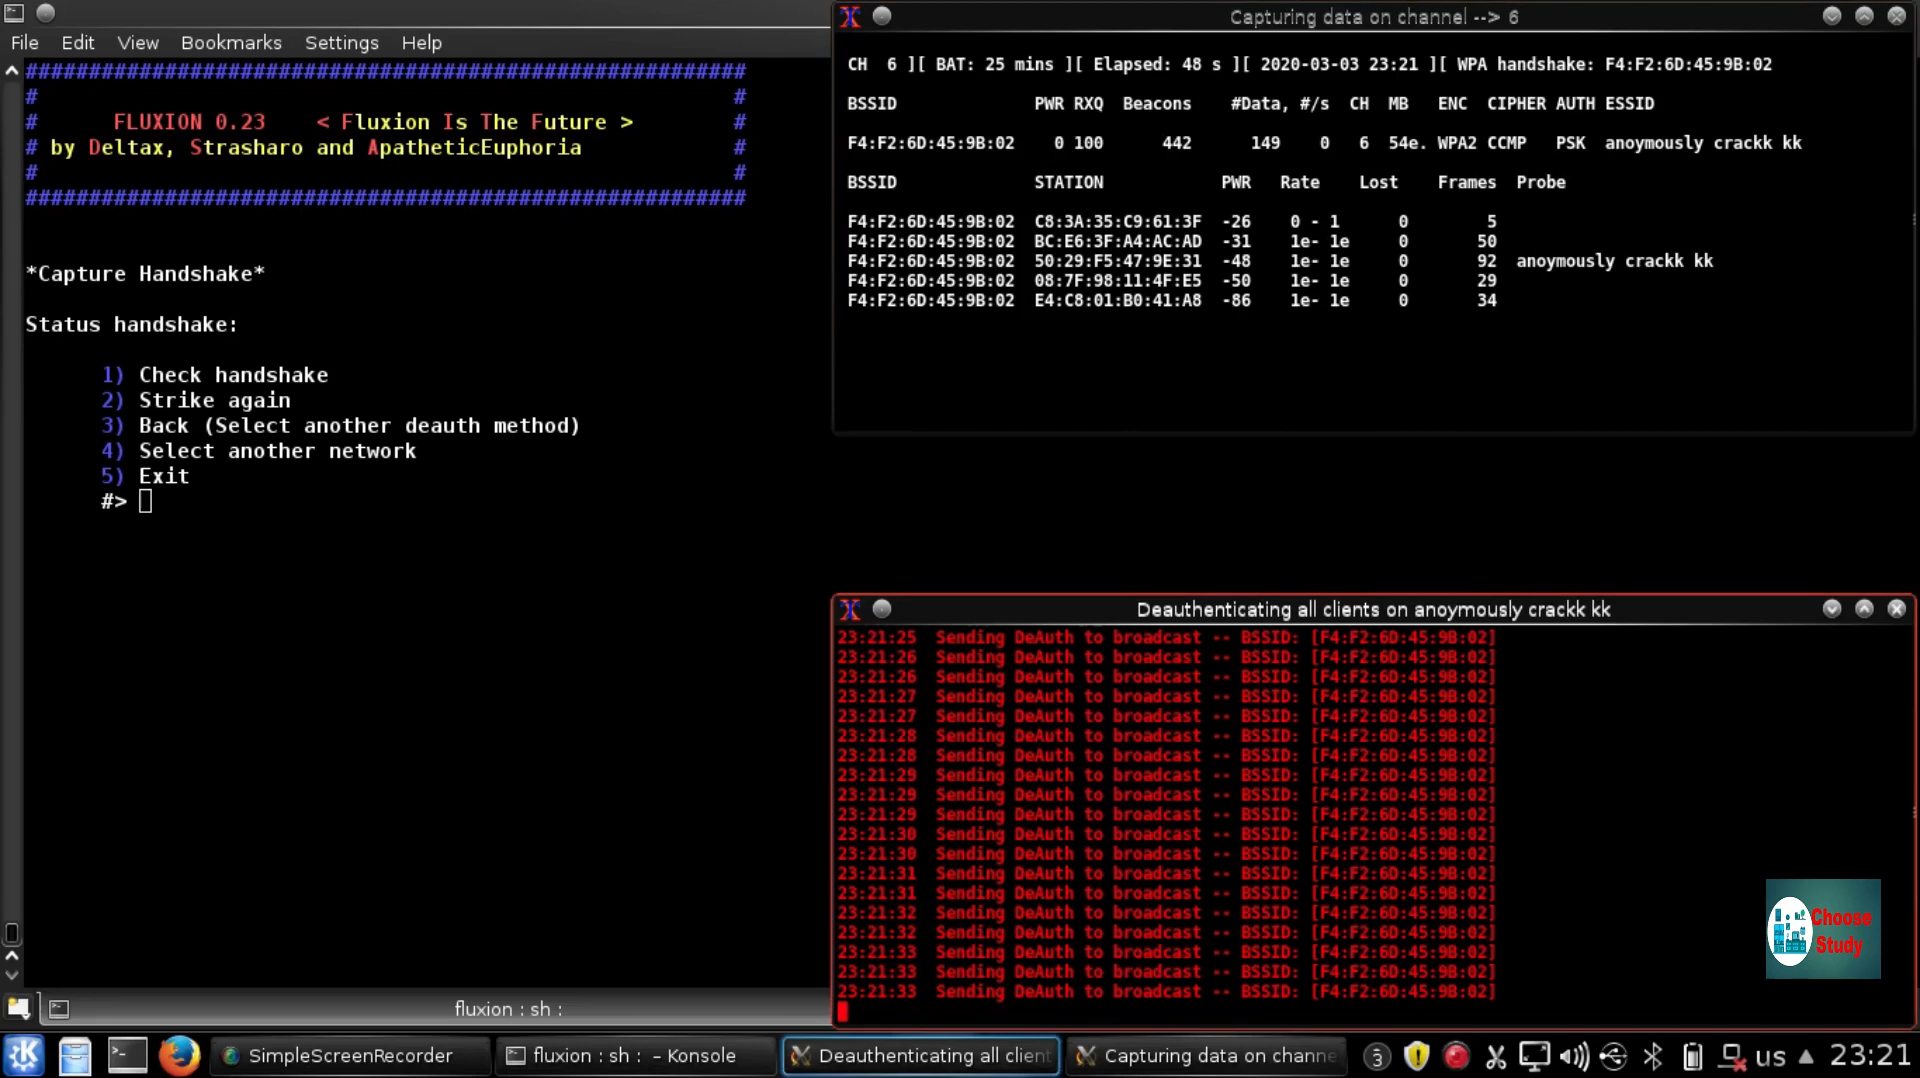 File Edit View Bookmarks Settings Help
#########################################################
# #
# FLUXION 0.23 < Fluxion Is The Future > #
# by Deltax, Strasharo and ApatheticEuphoria #
# #
#########################################################
*Capture Handshake*
Status handshake:
1) Check handshake
2) Strike again
3) Back (Select another deauth method)
4) Select another network
5) Exit
#>
fluxion : sh :
Capturing data on channel --> 6
CH 6 ][ BAT: 25 mins ][ Elapsed: 48 s ][ 2020-03-03 23:21 ][ WPA handshake: F4:F2:6D:45:9B:02
BSSID PWR RXQ Beacons #Data, #/s CH MB ENC CIPHER AUTH ESSID
F4:F2:6D:45:9B:02 0 100 442 149 0 6 54e. WPA2 CCMP PSK anoymously crackk kk
BSSID STATION PWR Rate Lost Frames Probe
F4:F2:6D:45:9B:02 C8:3A:35:C9:61:3F -26 0 - 1 0 5
F4:F2:6D:45:9B:02 BC:E6:3F:A4:AC:AD -31 1e- 1e 0 50
F4:F2:6D:45:9B:02 50:29:F5:47:9E:31 -48 1e- 1e 0 92 anoymously crackk kk
F4:F2:6D:45:9B:02 08:7F:98:11:4F:E5 -50 1e- 1e 0 29
F4:F2:6D:45:9B:02 E4:C8:01:B0:41:A8 -86 1e- 1e 0 34
Deauthenticating all clients on anoymously crackk kk
23:21:25 Sending DeAuth to broadcast -- BSSID: [F4:F2:6D:45:9B:02]
23:21:26 Sending DeAuth to broadcast -- BSSID: [F4:F2:6D:45:9B:02]
23:21:26 Sending DeAuth to broadcast -- BSSID: [F4:F2:6D:45:9B:02]
23:21:27 Sending DeAuth to broadcast -- BSSID: [F4:F2:6D:45:9B:02]
23:21:27 Sending DeAuth to broadcast -- BSSID: [F4:F2:6D:45:9B:02]
23:21:28 Sending DeAuth to broadcast -- BSSID: [F4:F2:6D:45:9B:02]
23:21:28 Sending DeAuth to broadcast -- BSSID: [F4:F2:6D:45:9B:02]
23:21:29 Sending DeAuth to broadcast -- BSSID: [F4:F2:6D:45:9B:02]
23:21:29 Sending DeAuth to broadcast -- BSSID: [F4:F2:6D:45:9B:02]
23:21:29 Sending DeAuth to broadcast -- BSSID: [F4:F2:6D:45:9B:02]
23:21:30 Sending DeAuth to broadcast -- BSSID: [F4:F2:6D:45:9B:02]
23:21:30 Sending DeAuth to broadcast -- BSSID: [F4:F2:6D:45:9B:02]
23:21:31 Sending DeAuth to broadcast -- BSSID: [F4:F2:6D:45:9B:02]
23:21:31 Sending DeAuth to broadcast -- BSSID: [F4:F2:6D:45:9B:02]
23:21:32 Sending DeAuth to broadcast -- BSSID: [F4:F2:6D:45:9B:02]
23:21:32 Sending DeAuth to broadcast -- BSSID: [F4:F2:6D:45:9B:02]
23:21:33 Sending DeAuth to broadcast -- BSSID: [F4:F2:6D:45:9B:02]
23:21:33 Sending DeAuth to broadcast -- BSSID: [F4:F2:6D:45:9B:02]
23:21:33 Sending DeAuth to broadcast -- BSSID: [F4:F2:6D:45:9B:02]
Choose
Study
SimpleScreenRecorder fluxion : sh : – Konsole Deauthenticating all client Capturing data on channe 3 us 23:21